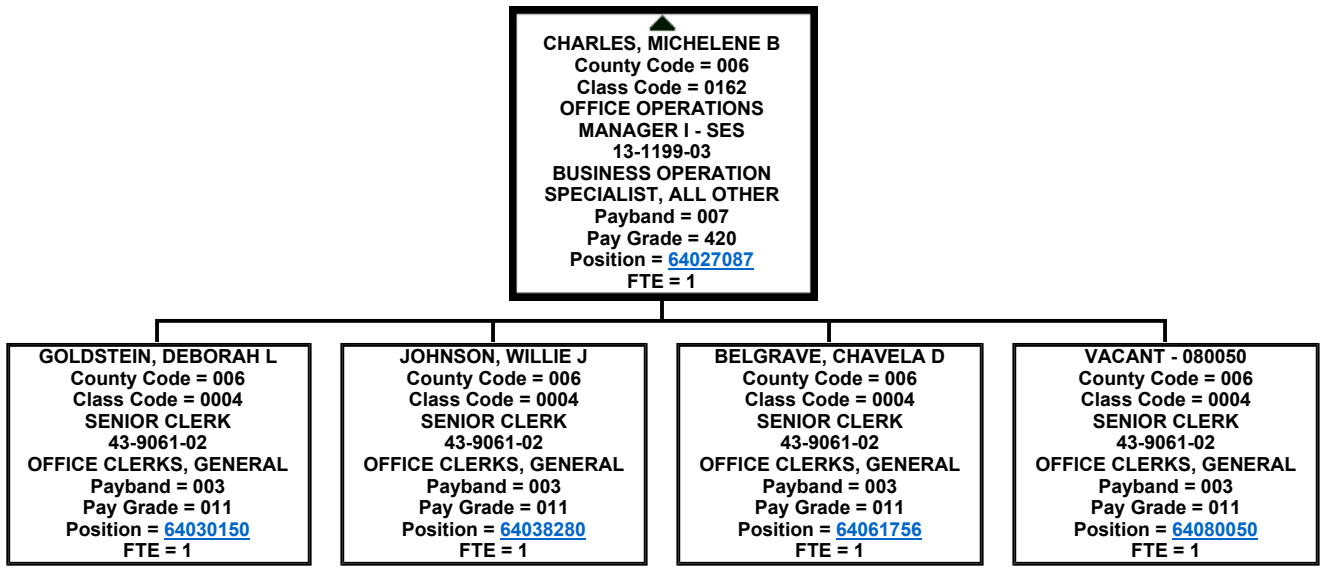 CHARLES, MICHELENE B
County Code = 006
Class Code = 0162
OFFICE OPERATIONS
MANAGER I - SES
13-1199-03
BUSINESS OPERATION
SPECIALIST, ALL OTHER
Payband = 007
Pay Grade = 420
Position = 64027087
FTE = 1
GOLDSTEIN, DEBORAH L
County Code = 006
Class Code = 0004
SENIOR CLERK
43-9061-02
OFFICE CLERKS, GENERAL
Payband = 003
Pay Grade = 011
Position = 64030150
FTE = 1
JOHNSON, WILLIE J
County Code = 006
Class Code = 0004
SENIOR CLERK
43-9061-02
OFFICE CLERKS, GENERAL
Payband = 003
Pay Grade = 011
Position = 64038280
FTE = 1
BELGRAVE, CHAVELA D
County Code = 006
Class Code = 0004
SENIOR CLERK
43-9061-02
OFFICE CLERKS, GENERAL
Payband = 003
Pay Grade = 011
Position = 64061756
FTE = 1
VACANT - 080050
County Code = 006
Class Code = 0004
SENIOR CLERK
43-9061-02
OFFICE CLERKS, GENERAL
Payband = 003
Pay Grade = 011
Position = 64080050
FTE = 1